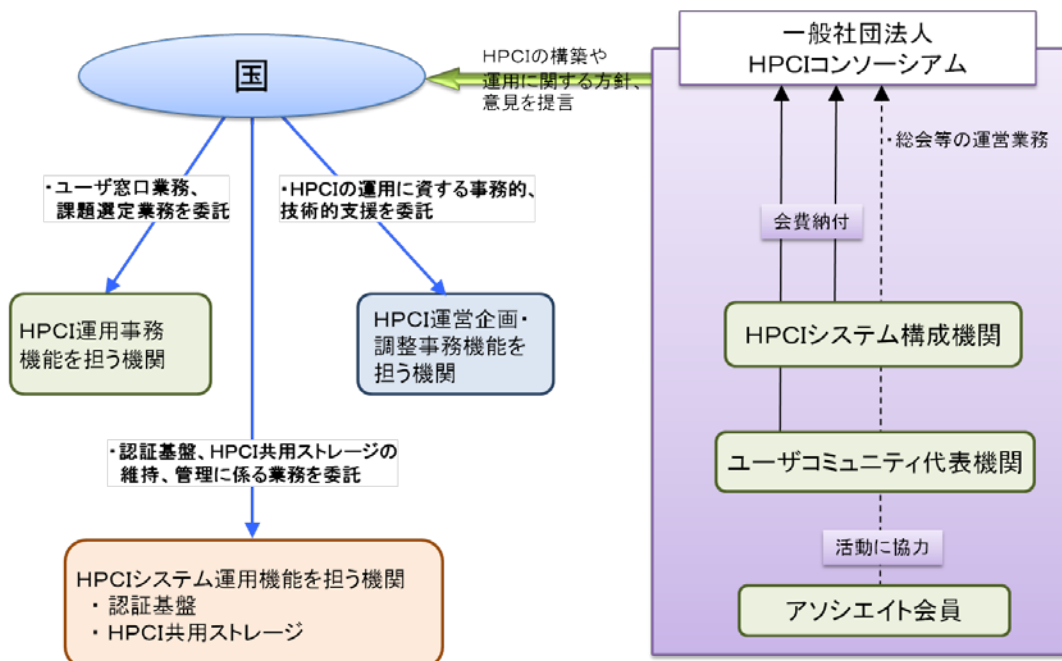 国
HPCIの構築や
運用に関する方針、
意見を提言
一般社団法人
HPCIコンソーシアム
・総会等の運営業務
・ユーザ窓口業務、
課題選定業務を委託
・HPCIの運用に資する事務的、
技術的支援を委託
会費納付
HPCI運用事務
機能を担う機関
HPCI運営企画・
調整事務機能を
担う機関
HPCIシステム構成機関
・認証基盤、HPCI共用ストレージの
維持、管理に係る業務を委託
ユーザコミュニティ代表機関
活動に協力
HPCIシステム運用機能を担う機関
・ 認証基盤
・ HPCI共用ストレージ
アソシエイト会員